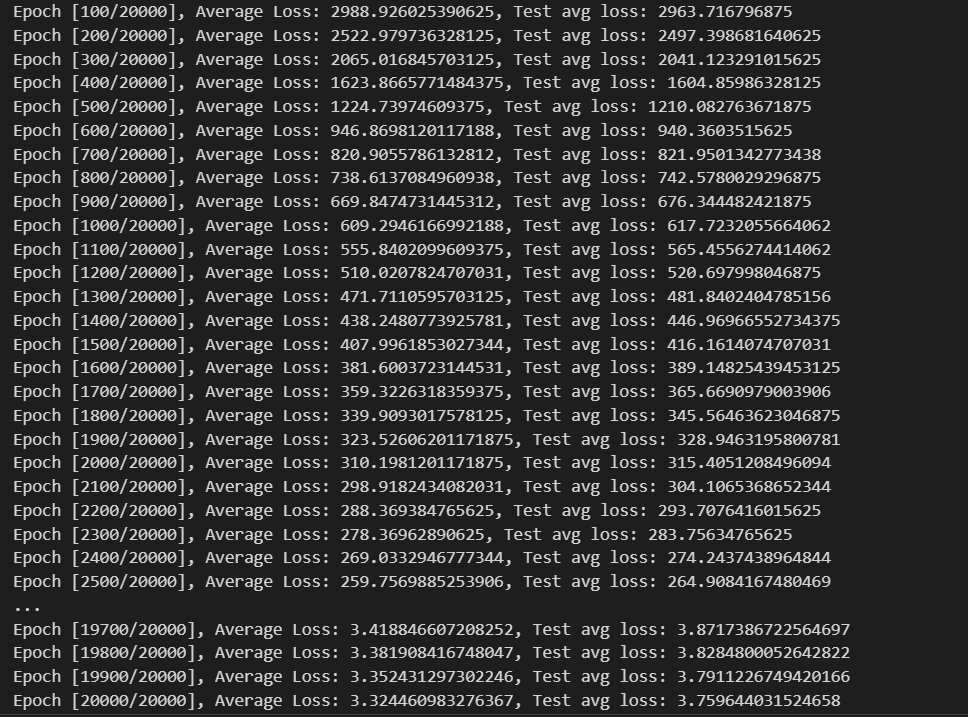 Epoch [100/20000], Average Loss: 2988.926025390625, Test avg loss: 2963.716796875
Epoch [200/20000], Average Loss: 2522.979736328125, Test avg loss: 2497.398681640625
Epoch [300/20000], Average Loss: 2065.016845703125, Test avg loss: 2041.123291015625
Epoch [400/20000], Average Loss: 1623.8665771484375, Test avg loss: 1604.85986328125
Epoch [500/20000], Average Loss: 1224.73974609375, Test avg loss: 1210.082763671875
Epoch [600/20000], Average Loss: 946.8698120117188, Test avg loss: 940.3603515625
Epoch [700/20000], Average Loss: 820.9055786132812, Test avg loss: 821.9501342773438
Epoch [800/20000], Average Loss: 738.6137084960938, Test avg loss: 742.5780029296875
Epoch [900/20000], Average Loss: 669.8474731445312, Test avg loss: 676.344482421875
Epoch [1000/20000], Average Loss: 609.2946166992188, Test avg loss: 617.7232055664062
Epoch [1100/20000], Average Loss: 555.8402099609375, Test avg loss: 565.4556274414062
Epoch [1200/20000], Average Loss: 510.0207824707031, Test avg loss: 520.697998046875
Epoch [1300/20000], Average Loss: 471.7110595703125, Test avg loss: 481.8402404785156
Epoch [1400/20000], Average Loss: 438.2480773925781, Test avg loss: 446.96966552734375
Epoch [1500/20000], Average Loss: 407.9961853027344, Test avg loss: 416.1614074707031
Epoch [1600/20000], Average Loss: 381.6003723144531, Test avg loss: 389.14825439453125
Epoch [1700/20000], Average Loss: 359.3226318359375, Test avg loss: 365.6690979003906
Epoch [1800/20000], Average Loss: 339.9093017578125, Test avg loss: 345.56463623046875
Epoch [1900/20000], Average Loss: 323.52606201171875, Test avg loss: 328.9463195800781
Epoch [2000/20000], Average Loss: 310.1981201171875, Test avg loss: 315.4051208496094
Epoch [2100/20000], Average Loss: 298.9182434082031, Test avg loss: 304.1065368652344
Epoch [2200/20000], Average Loss: 288.369384765625, Test avg loss: 293.7076416015625
Epoch [2300/20000], Average Loss: 278.36962890625, Test avg loss: 283.75634765625
Epoch [2400/20000], Average Loss: 269.0332946777344, Test avg loss: 274.2437438964844
Epoch [2500/20000], Average Loss: 259.7569885253906, Test avg loss: 264.9084167480469
...
Epoch [19700/20000], Average Loss: 3.418846607208252, Test avg loss: 3.8717386722564697
Epoch [19800/20000], Average Loss: 3.381908416748047, Test avg loss: 3.8284800052642822
Epoch [19900/20000], Average Loss: 3.352431297302246, Test avg loss: 3.7911226749420166
Epoch [20000/20000], Average Loss: 3.324460983276367, Test avg loss: 3.759644031524658